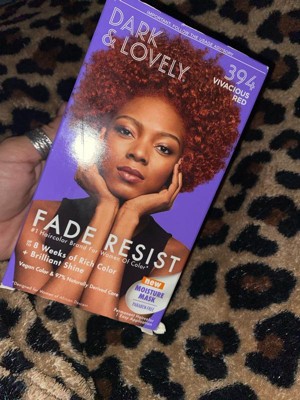 DARK
& LOVELY
394
VIVACIOUS
RED
FADE RESIST
#1 Haircolor Brand For Women Of Color*
8 Weeks of Rich Color
+ Brilliant Shine
Vegan Color & 97% Naturally Derived Care
new
MOISTURE
MASK
Permanent